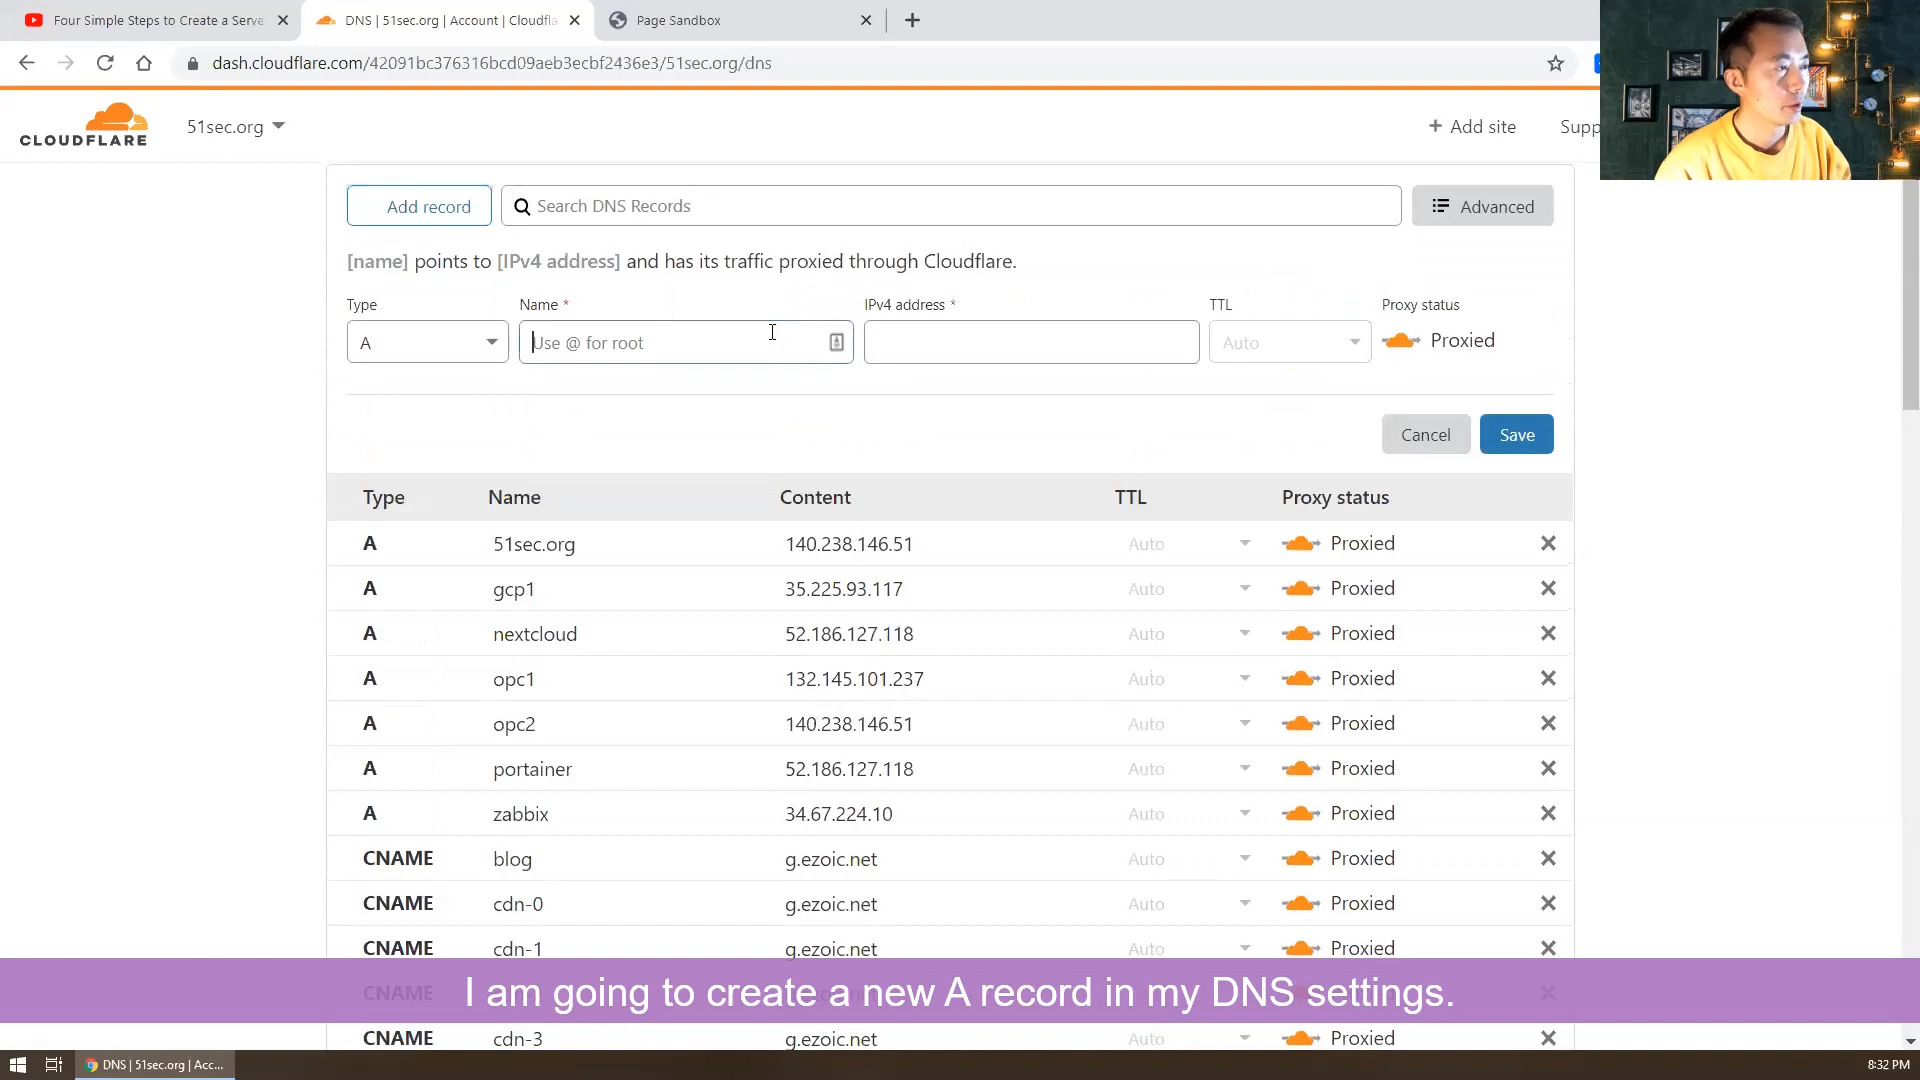 Four Simple Steps to Create a Serve
DNS | 51sec.org | Account | Cloudfla
Page Sandbox
dash.cloudflare.com/42091bc376316bcd09aeb3ecbf2436e3/51sec.org/dns
CLOUDFLARE
51sec.org
+ Add site
Supp
Add record
Search DNS Records
Advanced
[name] points to [IPv4 address] and has its traffic proxied through Cloudflare.
Type Name * IPv4 address * TTL Proxy status
A Use @ for root Auto Proxied
Cancel Save
Type Name Content TTL Proxy status
A 51sec.org 140.238.146.51 Auto Proxied
A gcp1 35.225.93.117 Auto Proxied
A nextcloud 52.186.127.118 Auto Proxied
A opc1 132.145.101.237 Auto Proxied
A opc2 140.238.146.51 Auto Proxied
A portainer 52.186.127.118 Auto Proxied
A zabbix 34.67.224.10 Auto Proxied
CNAME blog g.ezoic.net Auto Proxied
CNAME cdn-0 g.ezoic.net Auto Proxied
CNAME cdn-1 g.ezoic.net Auto Proxied
CNAME
I am going to create a new A record in my DNS settings.
CNAME cdn-3 g.ezoic.net Auto Proxied
DNS | 51sec.org | Acc...
8:32 PM